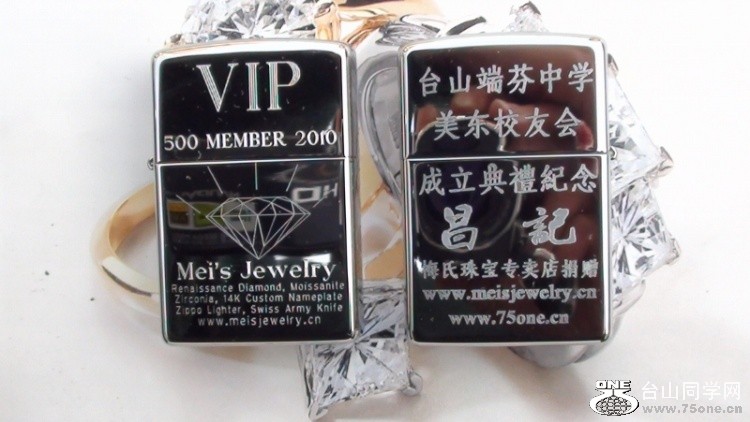 VIP
500 MEMBER 2010
Mei's Jewelry
Renaissance Diamond, Moissanite
Zirconia, 14K Custom Nameplate
Zippo Lighter, Swiss Army Knife
www.meisjewelry.cn
台山端芬中学
美东校友会
成立典禮紀念
昌記
梅氏珠宝专卖店捐赠
www.meisjewelry.cn
www.75one.cn
ONE
台山同学网
www.75one.cn